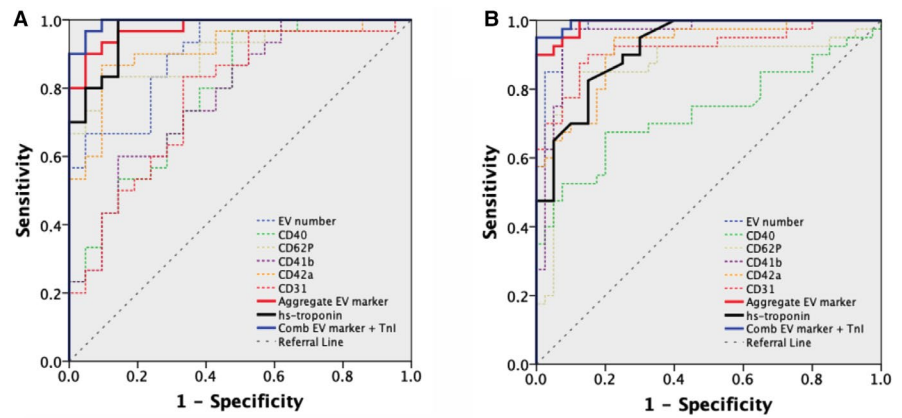 A
1.0
0.8
0.6
0.4
0.2
0.0
Sensitivity
EV number
CD40
CD62P
CD41b
CD42a
CD31
Aggregate EV marker
hs-troponin
Comb EV marker + TnI
Referral Line
0.0 0.2 0.4 0.6 0.8 1.0
1 - Specificity
B
1.0
0.8
0.6
0.4
0.2
0.0
Sensitivity
EV number
CD40
CD62P
CD41b
CD42a
CD31
Aggregate EV marker
hs-troponin
Comb EV marker + TnI
Referral Line
0.0 0.2 0.4 0.6 0.8 1.0
1 - Specificity